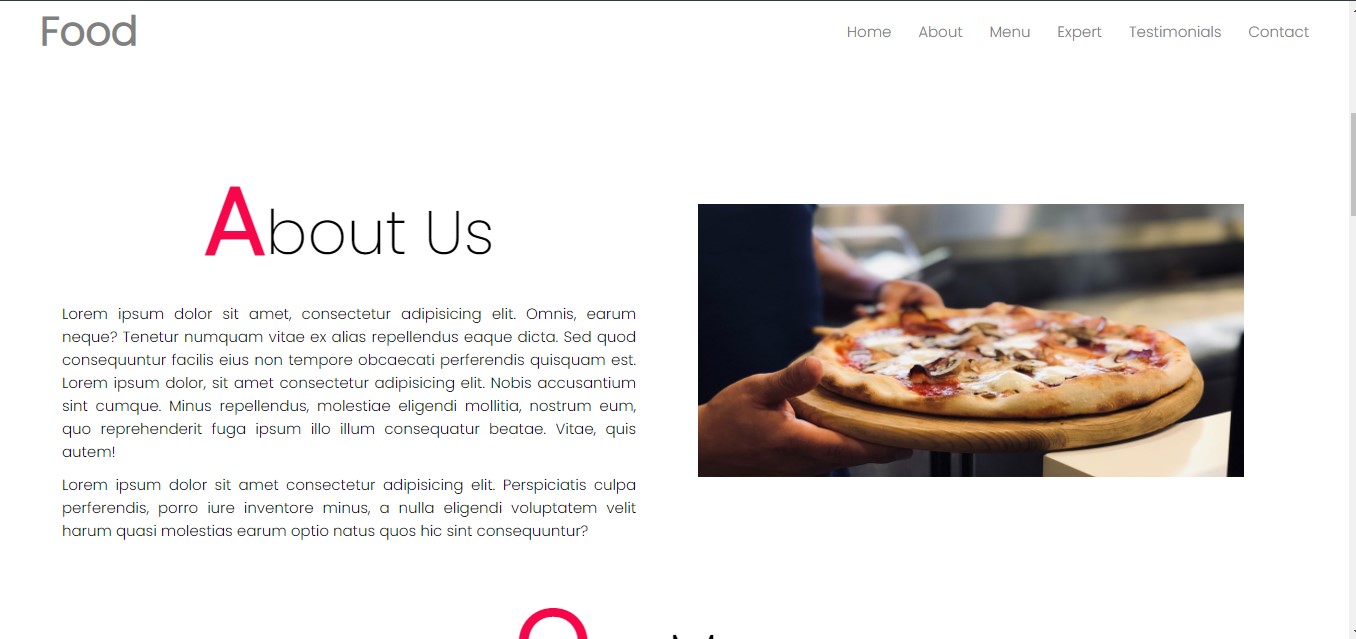 Food
Home About Menu Expert Testimonials Contact
About Us
Lorem ipsum dolor sit amet, consectetur adipisicing elit. Omnis, earum
neque? Tenetur numquam vitae ex alias repellendus eaque dicta. Sed quod
consequuntur facilis eius non tempore obcaecati perferendis quisquam est.
Lorem ipsum dolor, sit amet consectetur adipisicing elit. Nobis accusantium
sint cumque. Minus repellendus, molestiae eligendi mollitia, nostrum eum,
quo reprehenderit fuga ipsum illo illum consequatur beatae. Vitae, quis
autem!
Lorem ipsum dolor sit amet consectetur adipisicing elit. Perspiciatis culpa
perferendis, porro iure inventore minus, a nulla eligendi voluptatem velit
harum quasi molestias earum optio natus quos hic sint consequuntur?